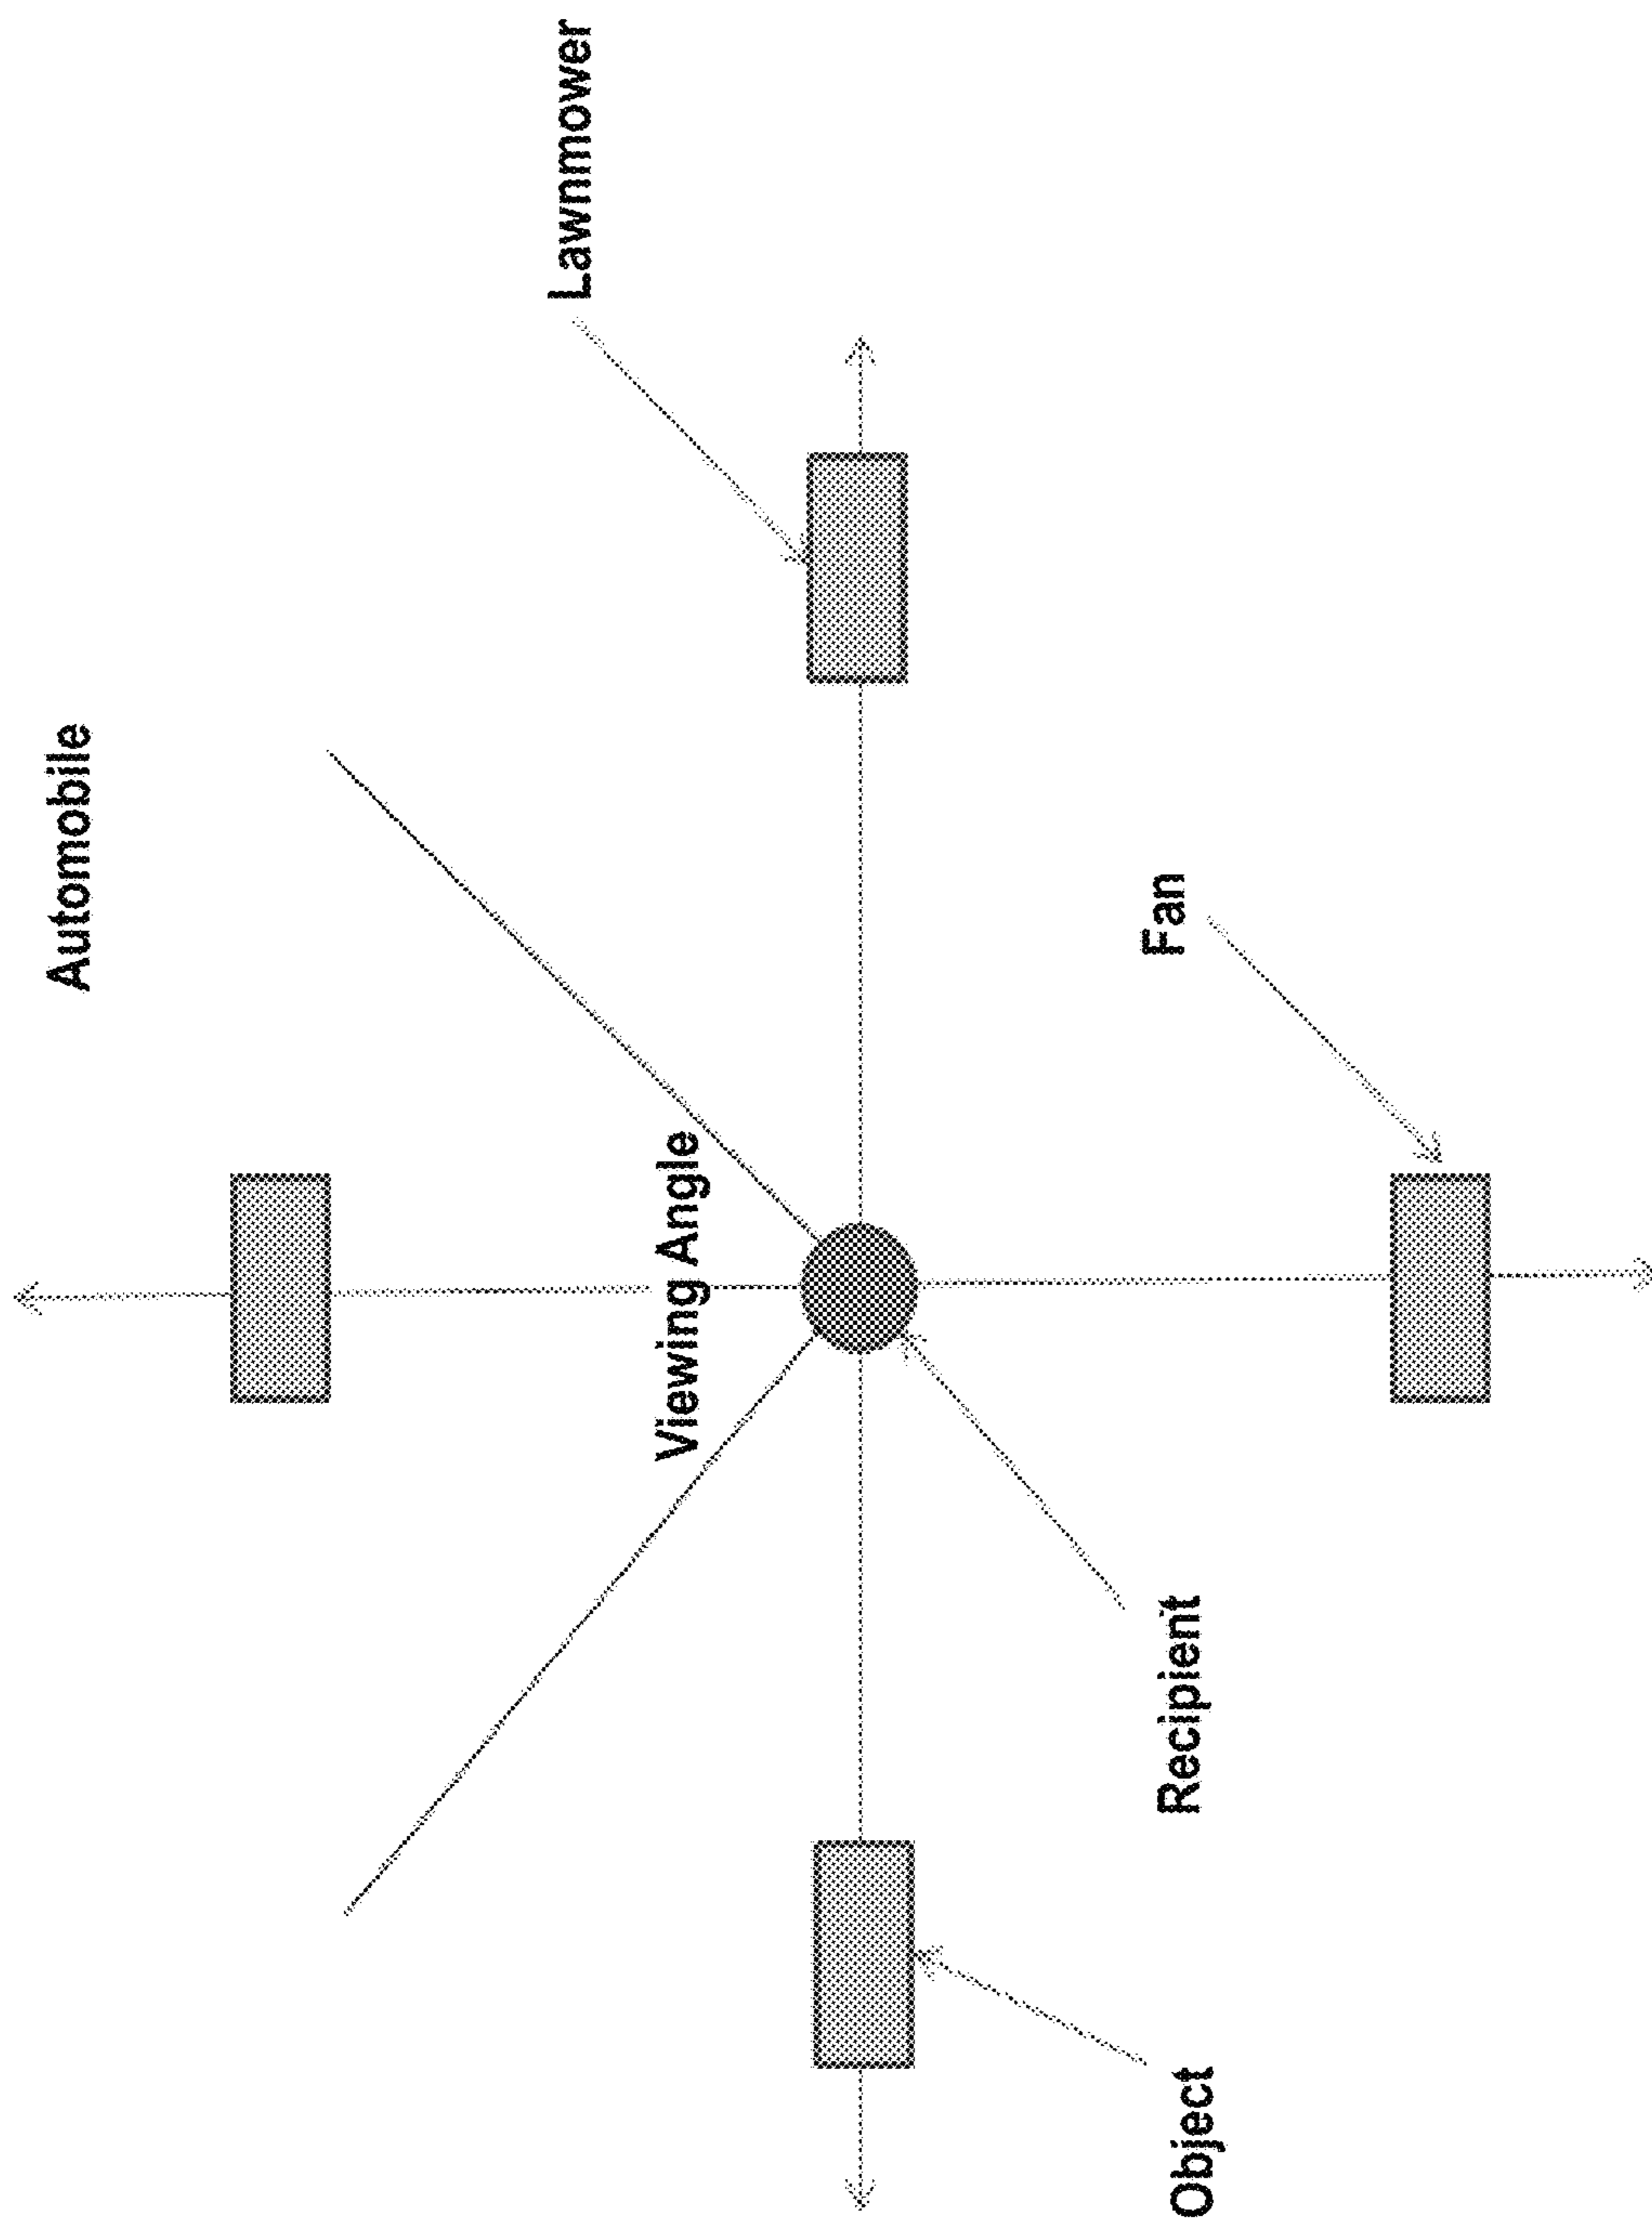 Automobile
Lawnmower
Viewing Angle
Fan
Recipient
Object